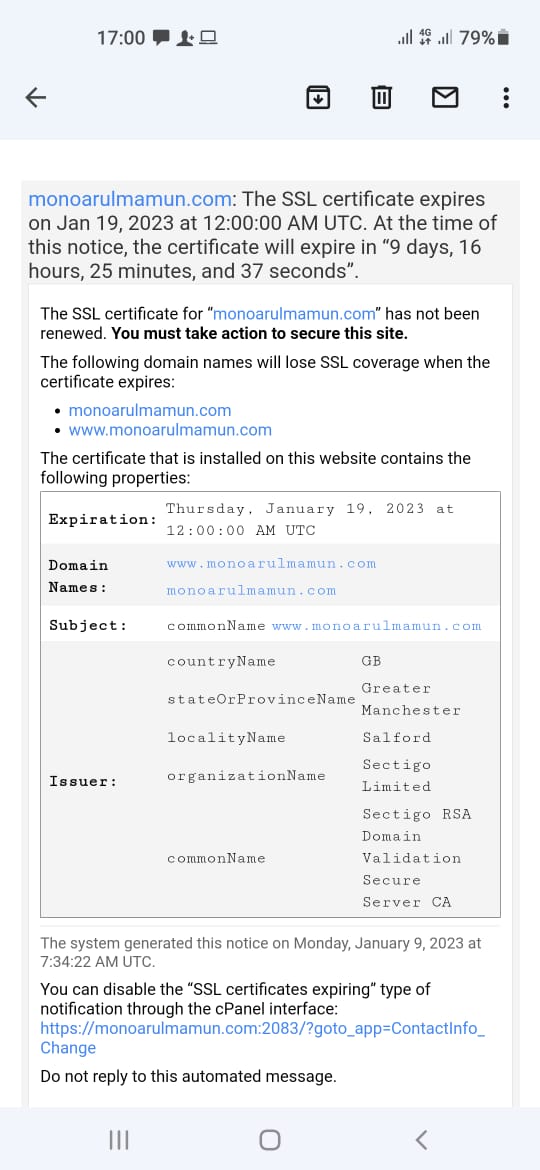 17:00 4G 79%
monoarulmamun.com: The SSL certificate expires
on Jan 19, 2023 at 12:00:00 AM UTC. At the time of
this notice, the certificate will expire in “9 days, 16
hours, 25 minutes, and 37 seconds”.
The SSL certificate for “monoarulmamun.com” has not been
renewed. You must take action to secure this site.
The following domain names will lose SSL coverage when the
certificate expires:
• monoarulmamun.com
• www.monoarulmamun.com
The certificate that is installed on this website contains the
following properties:
Expiration: Thursday, January 19, 2023 at
12:00:00 AM UTC
Domain
Names:
www.monoarulmamun.com
monoarulmamun.com
Subject: commonName www.monoarulmamun.com
Issuer:
countryName GB
stateOrProvinceName Greater
Manchester
localityName Salford
organizationName Sectigo
Limited
commonName Sectigo RSA
Domain
Validation
Secure
Server CA
The system generated this notice on Monday, January 9, 2023 at
7:34:22 AM UTC.
You can disable the “SSL certificates expiring” type of
notification through the cPanel interface:
https://monoarulmamun.com:2083/?goto_app=ContactInfo_
Change
Do not reply to this automated message.